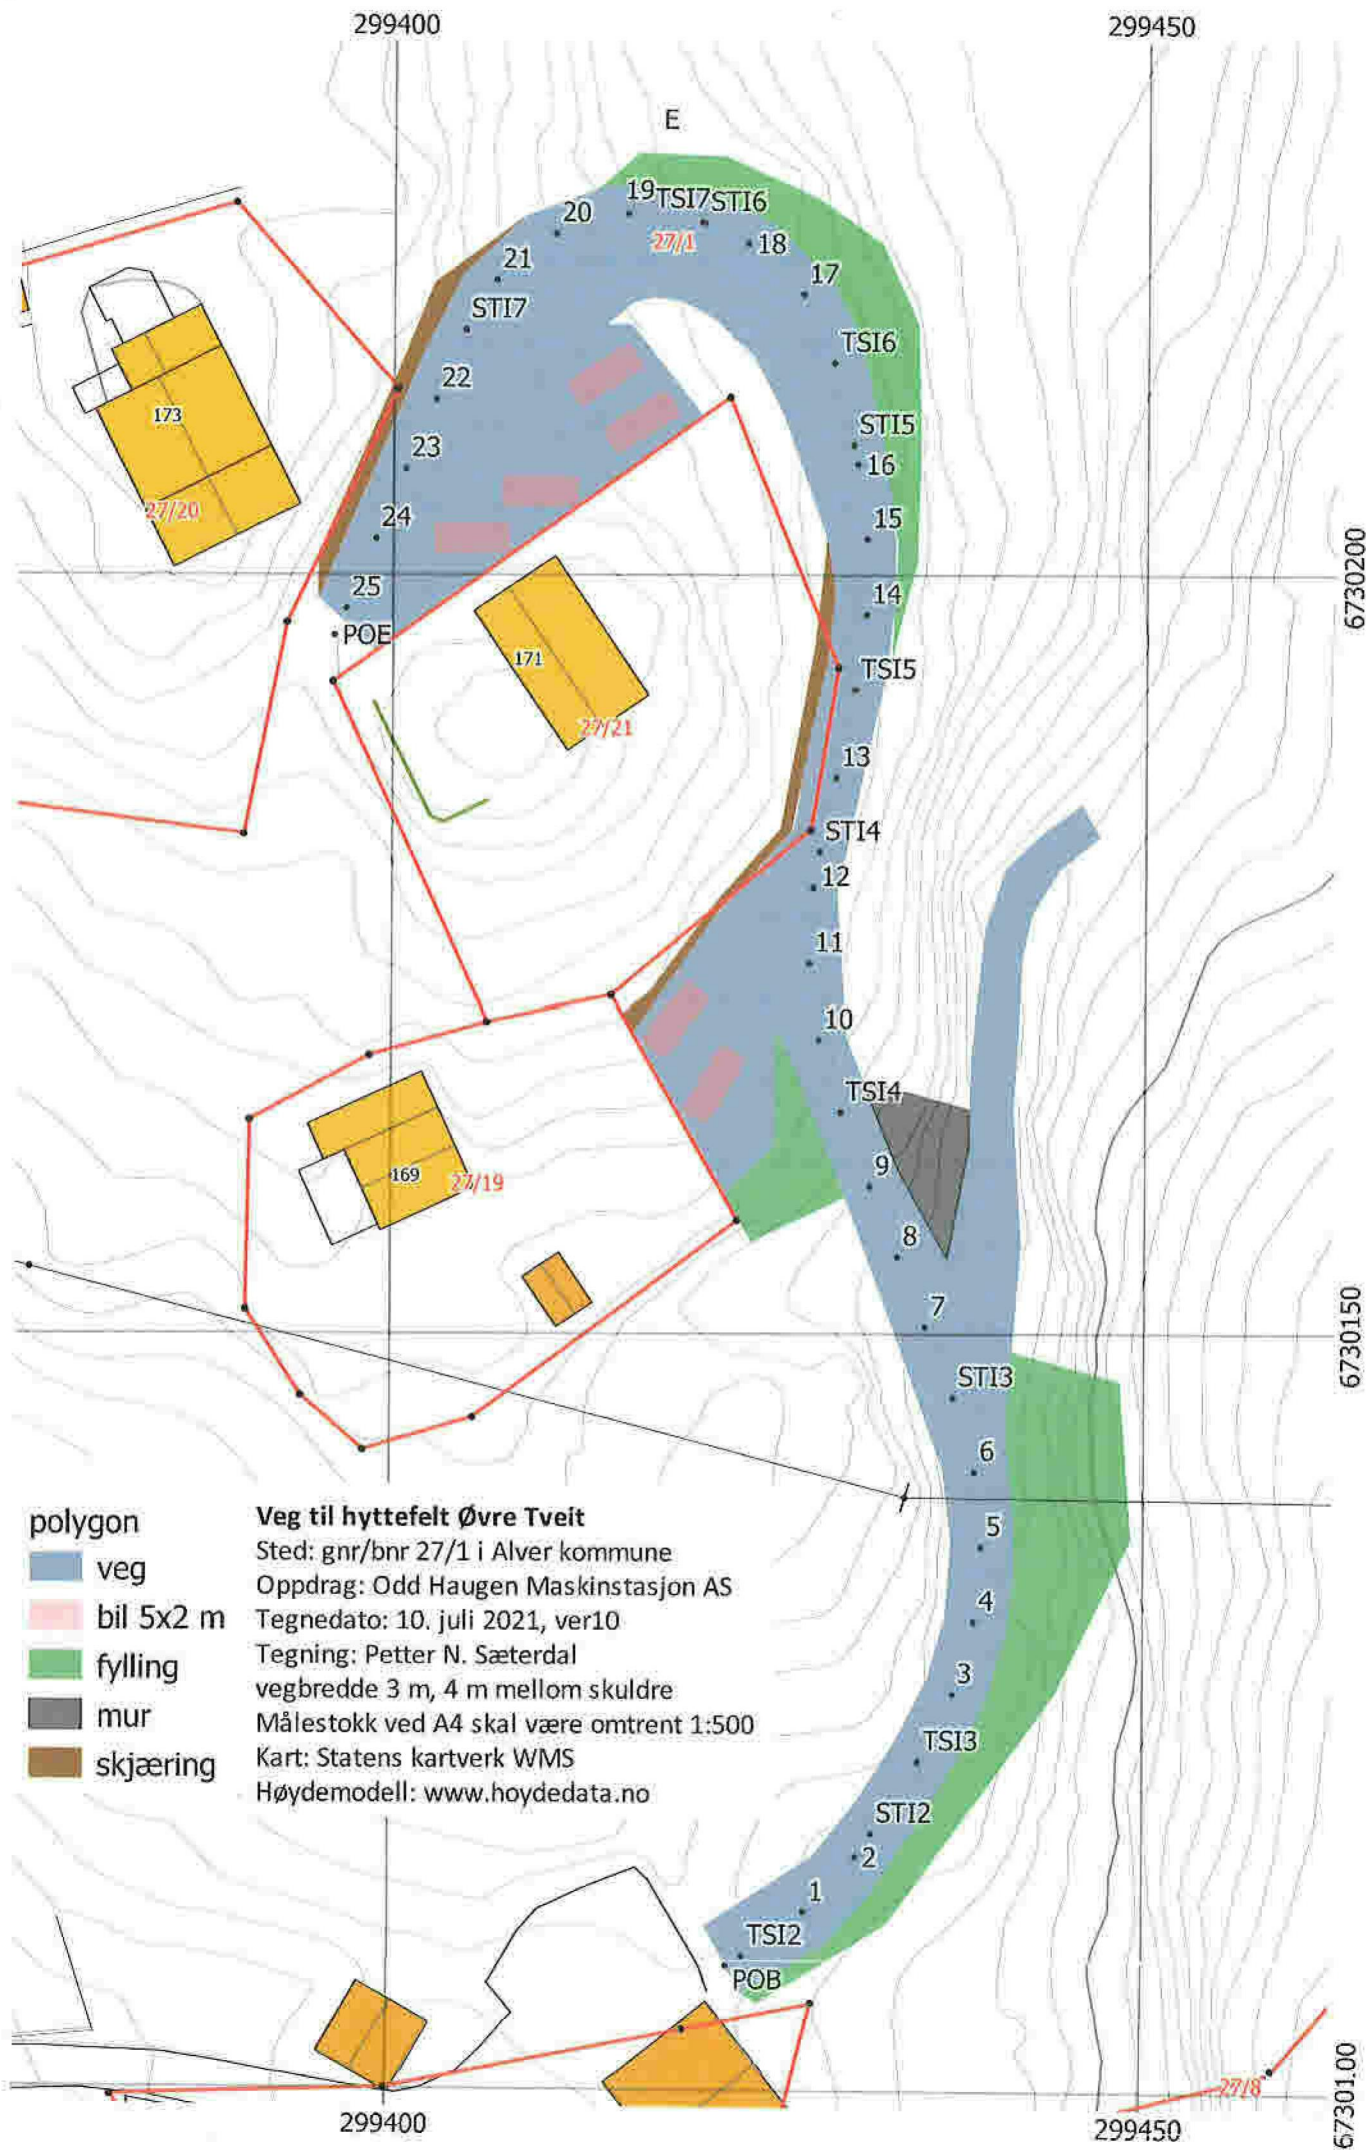 299400
299450
E
19
TSI7
STI6
20
27/1
18
21
17
STI7
TSI6
22
173
STI5
23
16
27/20
24
15
6730200
25
14
POE
171
TSI5
27/21
13
STI4
12
11
10
TSI4
9
169
27/19
8
7
6730150
STI3
6
5
4
3
TSI3
STI2
2
1
TSI2
POB
polygon
veg
bil 5x2 m
fylling
mur
skjæring
Veg til hyttefelt Øvre Tveit
Sted: gnr/bnr 27/1 i Alver kommune
Oppdrag: Odd Haugen Maskinstasjon AS
Tegnedato: 10. juli 2021, ver10
Tegning: Petter N. Sæterdal
vegbredde 3 m, 4 m mellom skuldre
Målestokk ved A4 skal være omtrent 1:500
Kart: Statens kartverk WMS
Høydemodell: www.hoydedata.no
27/8
6730100
299400
299450